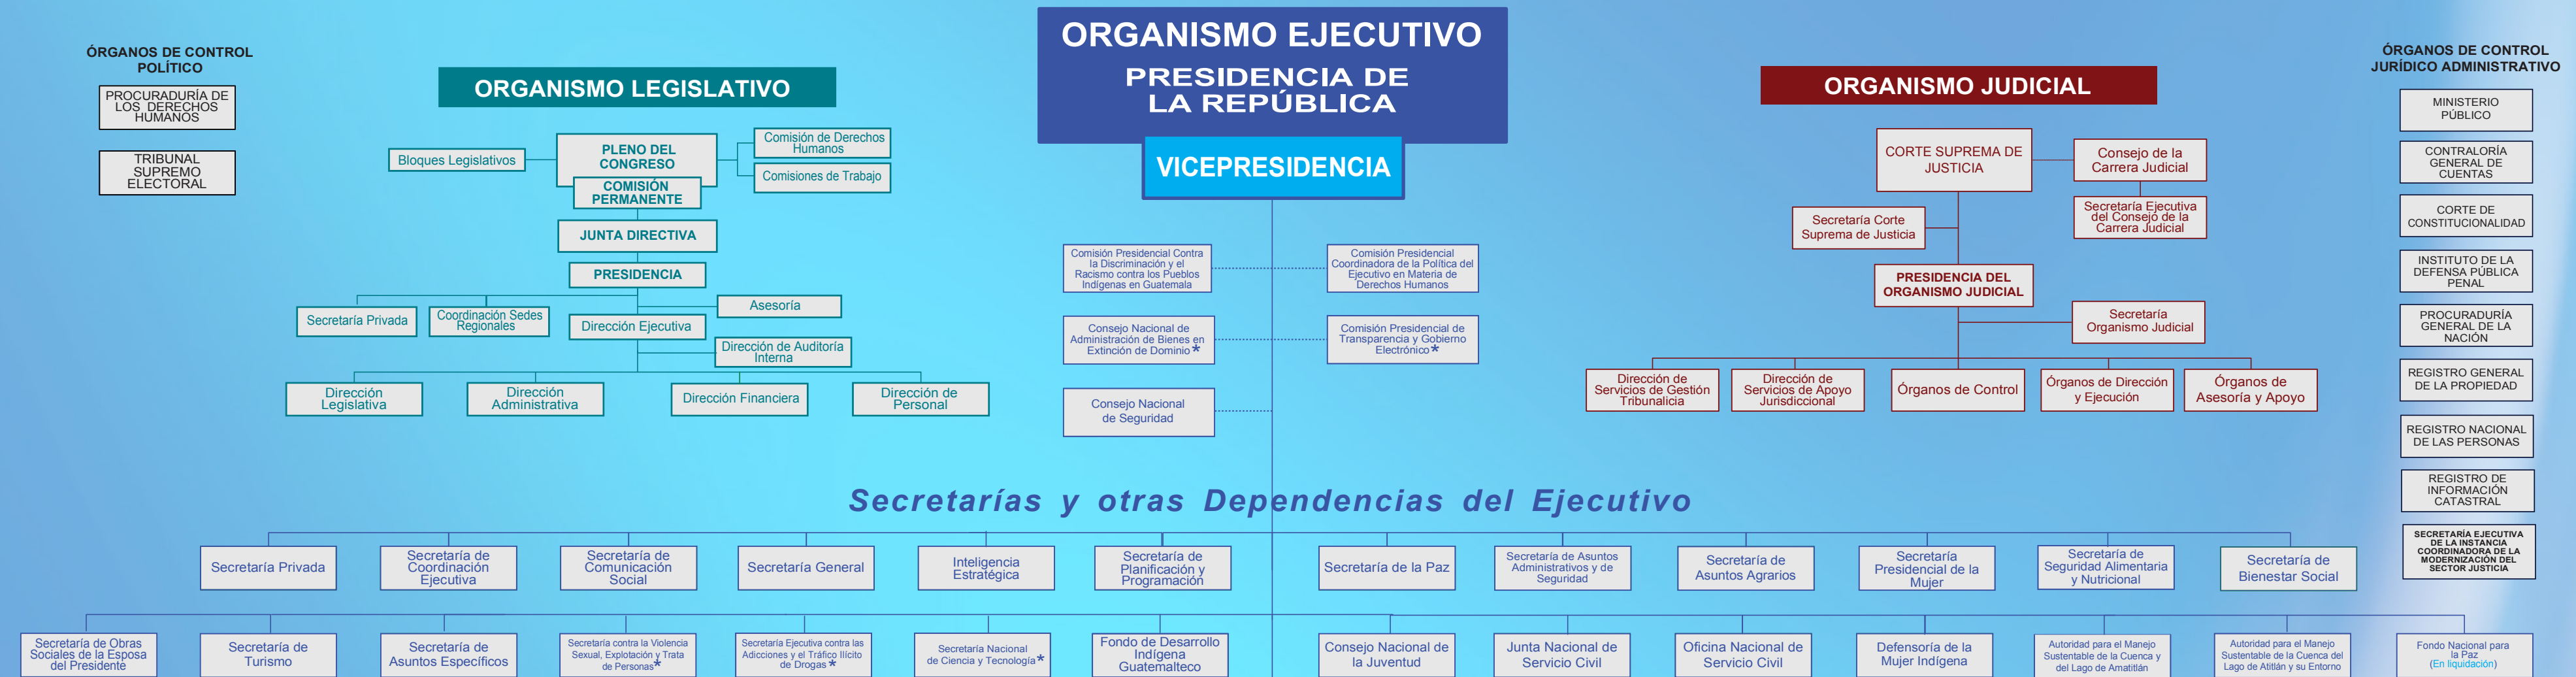 ÓRGANOS DE CONTROL
POLÍTICO
PROCURADURÍA DE
LOS DERECHOS
HUMANOS
TRIBUNAL
SUPREMO
ELECTORAL
ORGANISMO LEGISLATIVO
Bloques Legislativos
PLENO DEL
CONGRESO
COMISIÓN
PERMANENTE
Comisión de Derechos
Humanos
Comisiones de Trabajo
JUNTA DIRECTIVA
PRESIDENCIA
Asesoría
Secretaría Privada
Coordinación Sedes
Regionales
Dirección Ejecutiva
Dirección de Auditoría
Interna
Dirección
Legislativa
Dirección
Administrativa
Dirección Financiera
Dirección de
Personal
ORGANISMO EJECUTIVO
PRESIDENCIA DE
LA REPÚBLICA
VICEPRESIDENCIA
Comisión Presidencial Contra
la Discriminación y el
Racismo contra los Pueblos
Indígenas en Guatemala
Comisión Presidencial
Coordinadora de la Política del
Ejecutivo en Materia de
Derechos Humanos
Consejo Nacional de
Administración de Bienes en
Extinción de Dominio*
Comisión Presidencial de
Transparencia y Gobierno
Electrónico*
Consejo Nacional
de Seguridad
ORGANISMO JUDICIAL
CORTE SUPREMA DE
JUSTICIA
Consejo de la
Carrera Judicial
Secretaría Ejecutiva
del Consejo de la
Carrera Judicial
Secretaría Corte
Suprema de Justicia
PRESIDENCIA DEL
ORGANISMO JUDICIAL
Secretaría
Organismo Judicial
Dirección de
Servicios de Gestión
Tribunalicia
Dirección de
Servicios de Apoyo
Jurisdiccional
Órganos de Control
Órganos de Dirección
y Ejecución
Órganos de
Asesoría y Apoyo
ÓRGANOS DE CONTROL
JURÍDICO ADMINISTRATIVO
MINISTERIO
PÚBLICO
CONTRALORÍA
GENERAL DE
CUENTAS
CORTE DE
CONSTITUCIONALIDAD
INSTITUTO DE LA
DEFENSA PÚBLICA
PENAL
PROCURADURÍA
GENERAL DE LA
NACIÓN
REGISTRO GENERAL
DE LA PROPIEDAD
REGISTRO NACIONAL
DE LAS PERSONAS
REGISTRO DE
INFORMACIÓN
CATASTRAL
SECRETARÍA EJECUTIVA
DE LA INSTANCIA
COORDINADORA DE LA
MODERNIZACIÓN DEL
SECTOR JUSTICIA
Secretarías y otras Dependencias del Ejecutivo
Secretaría Privada
Secretaría de
Coordinación
Ejecutiva
Secretaría de
Comunicación
Social
Secretaría General
Inteligencia
Estratégica
Secretaría de
Planificación y
Programación
Secretaría de la Paz
Secretaría de Asuntos
Administrativos y de
Seguridad
Secretaría de
Asuntos Agrarios
Secretaría
Presidencial de la
Mujer
Secretaría de
Seguridad Alimentaria
y Nutricional
Secretaría de
Bienestar Social
Secretaría de Obras
Sociales de la Esposa
del Presidente
Secretaría de
Turismo
Secretaría de
Asuntos Específicos
Secretaría contra la Violencia
Sexual, Explotación y Trata
de Personas*
Secretaría Ejecutiva contra las
Adicciones y el Tráfico Ilícito
de Drogas*
Secretaría Nacional
de Ciencia y Tecnología*
Fondo de Desarrollo
Indígena
Guatemalteco
Consejo Nacional de
la Juventud
Junta Nacional de
Servicio Civil
Oficina Nacional de
Servicio Civil
Defensoría de la
Mujer Indígena
Autoridad para el Manejo
Sustentable de la Cuenca y
del Lago de Amatitlán
Autoridad para el Manejo
Sustentable de la Cuenca del
Lago de Atitlán y su Entorno
Fondo Nacional para
la Paz
(En liquidación)